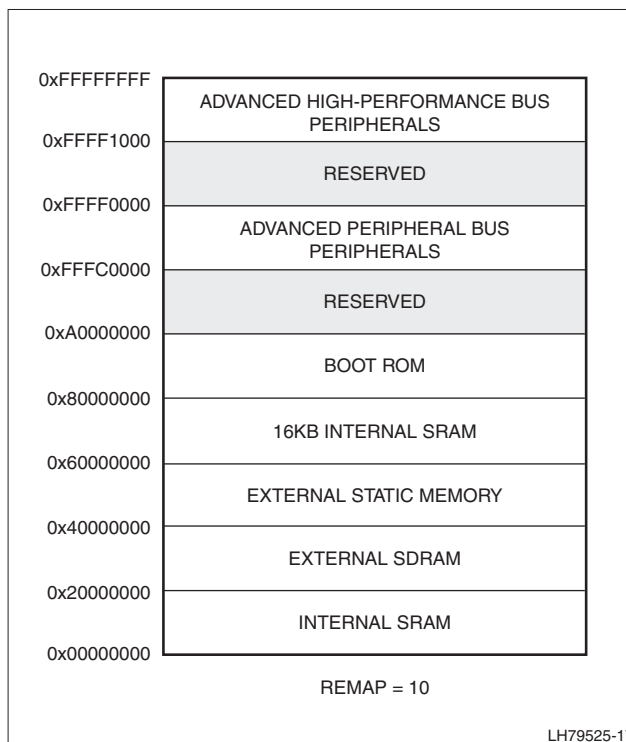 0xFFFFFFFF
ADVANCED HIGH-PERFORMANCE BUS
PERIPHERALS
0xFFFF1000
RESERVED
0xFFFF0000
ADVANCED PERIPHERAL BUS
PERIPHERALS
0xFFFC0000
RESERVED
0xA0000000
BOOT ROM
0x80000000
16KB INTERNAL SRAM
0x60000000
EXTERNAL STATIC MEMORY
0x40000000
EXTERNAL SDRAM
0x20000000
INTERNAL SRAM
0x00000000
REMAP = 10